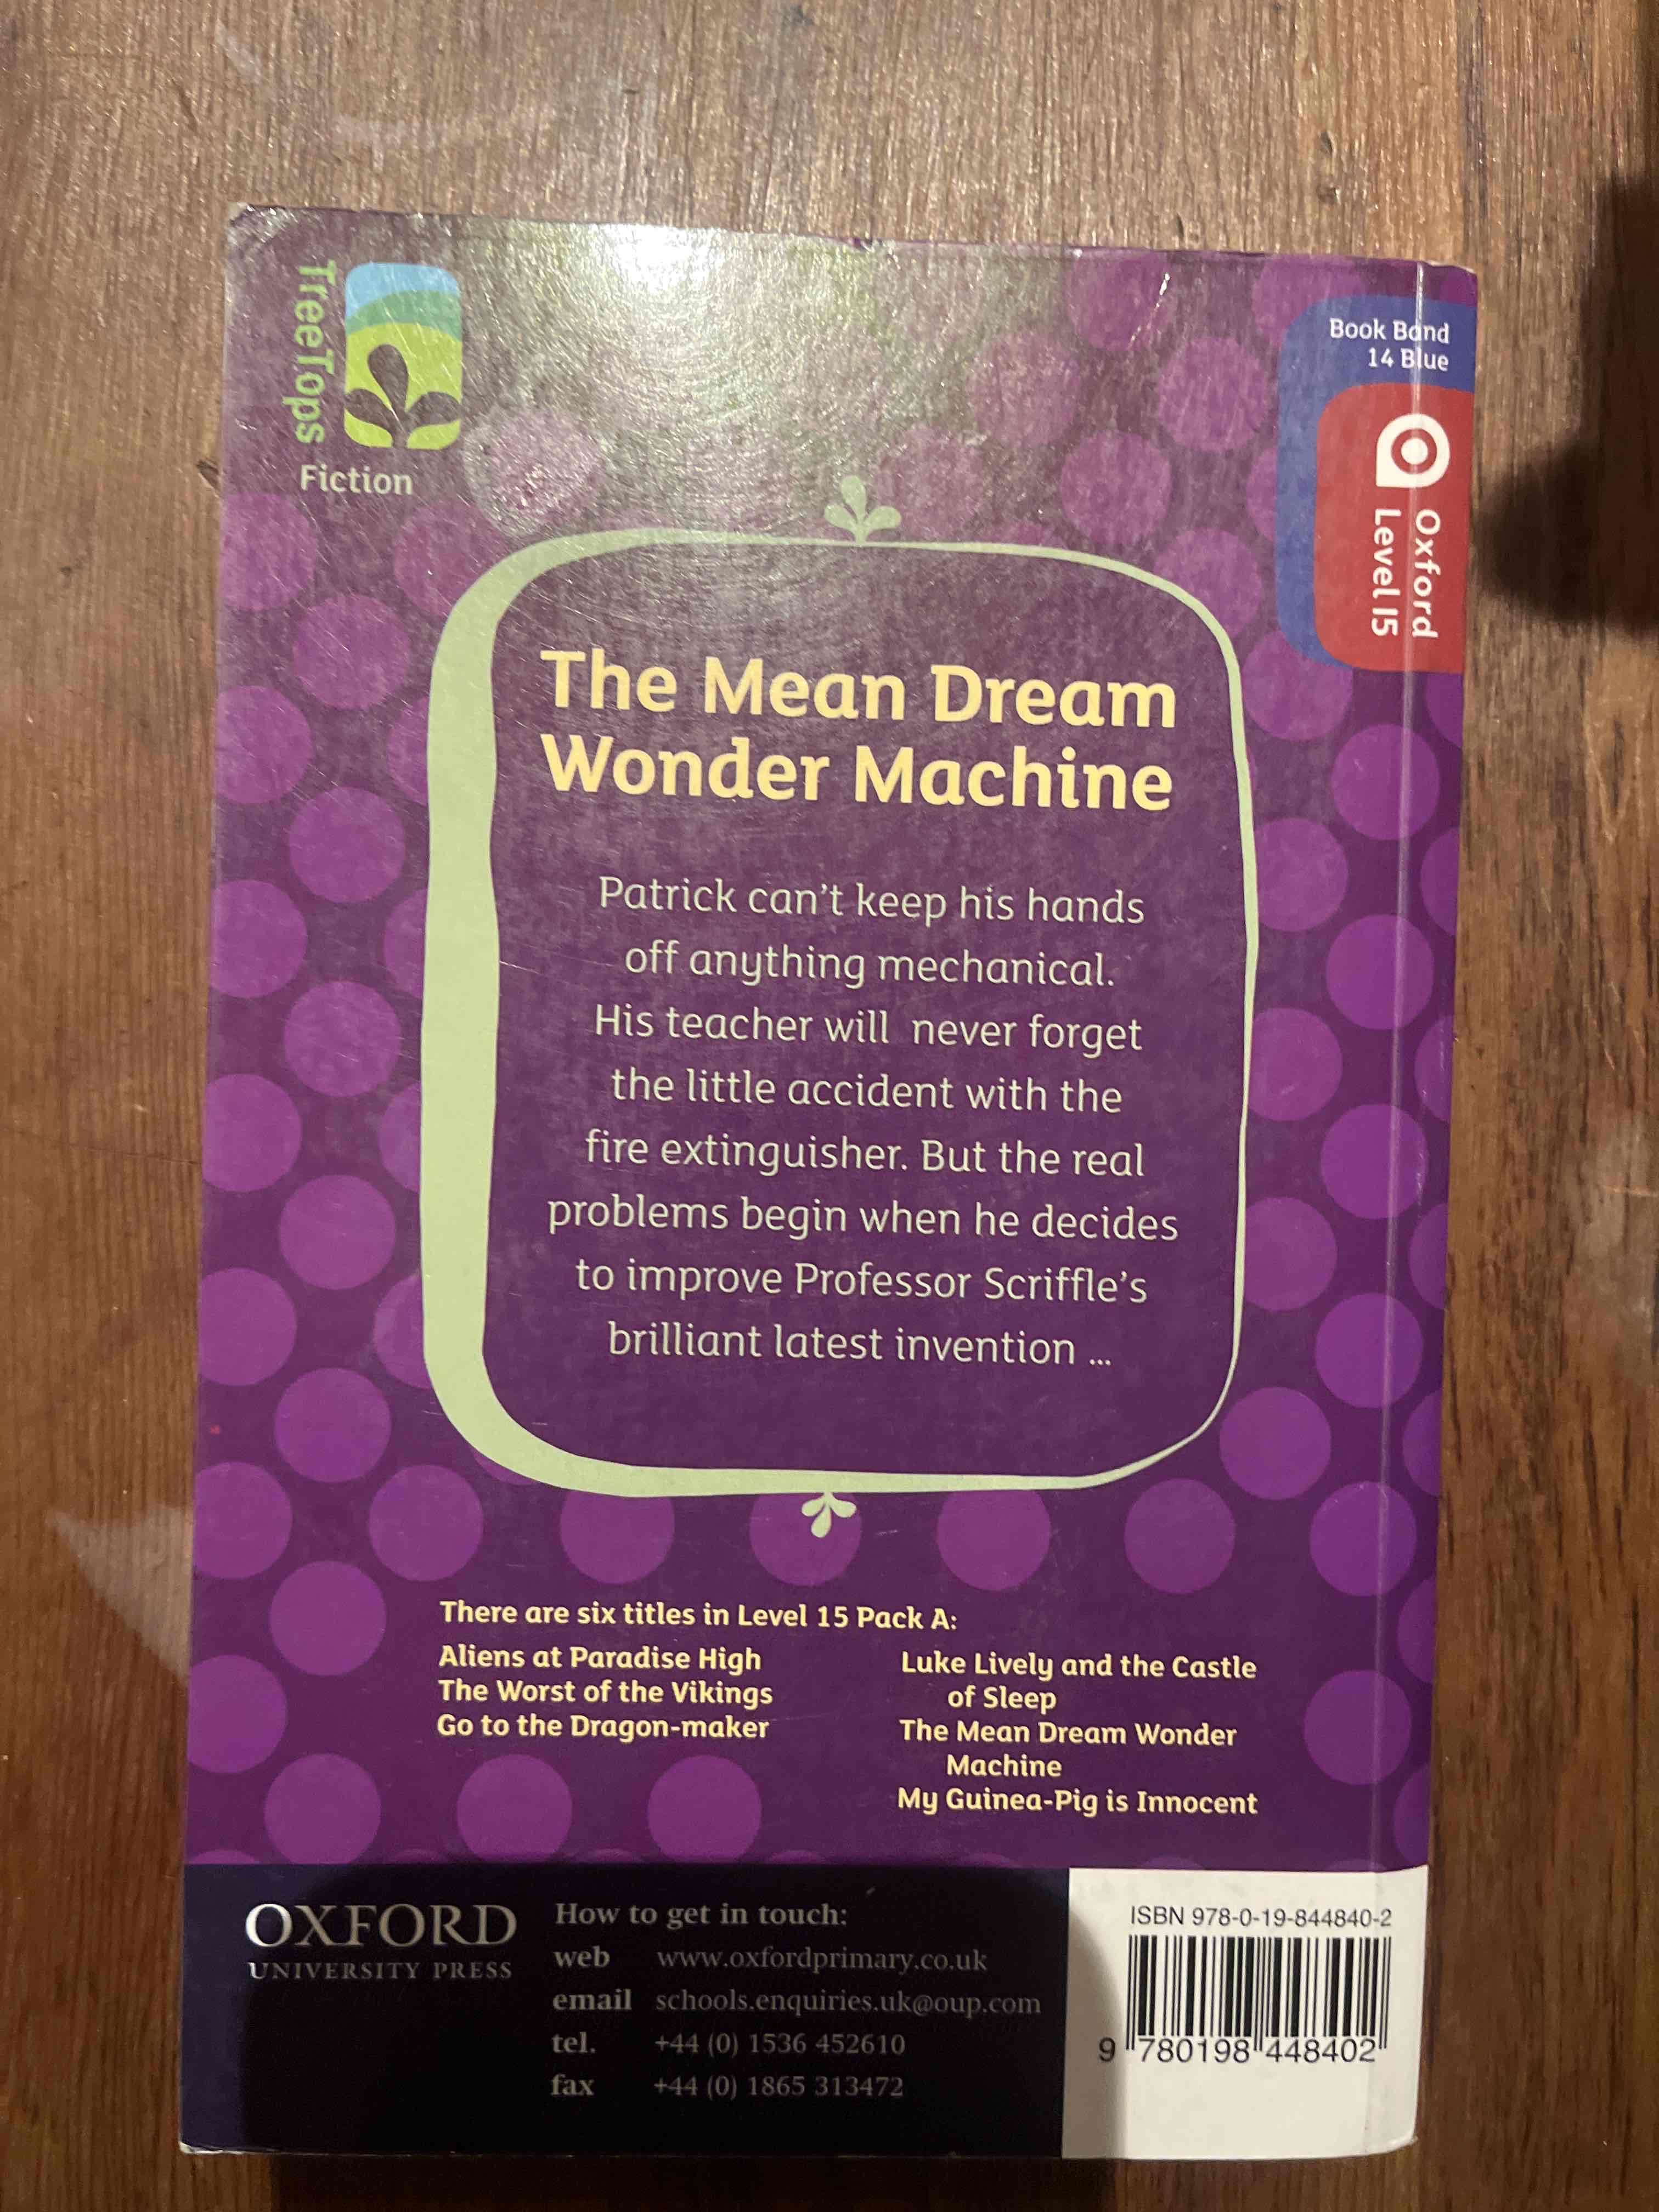 TreeTops
Fiction
Book Band
14 Blue
Oxford
Level 15
The Mean Dream
Wonder Machine
Patrick can't keep his hands
off anything mechanical.
His teacher will never forget
the little accident with the
fire extinguisher. But the real
problems begin when he decides
to improve Professor Scriffle's
brilliant latest invention ...
There are six titles in Level 15 Pack A:
Aliens at Paradise High
The Worst of the Vikings
Go to the Dragon-maker
Luke Lively and the Castle
of Sleep
The Mean Dream Wonder
Machine
My Guinea-Pig is Innocent
OXFORD
UNIVERSITY PRESS
How to get in touch:
web www.oxfordprimary.co.uk
email schools.enquiries.uk@oup.com
tel. +44 (0) 1536 452610
fax +44 (0) 1865 313472
ISBN 978-0-19-844840-2
9 780198 448402